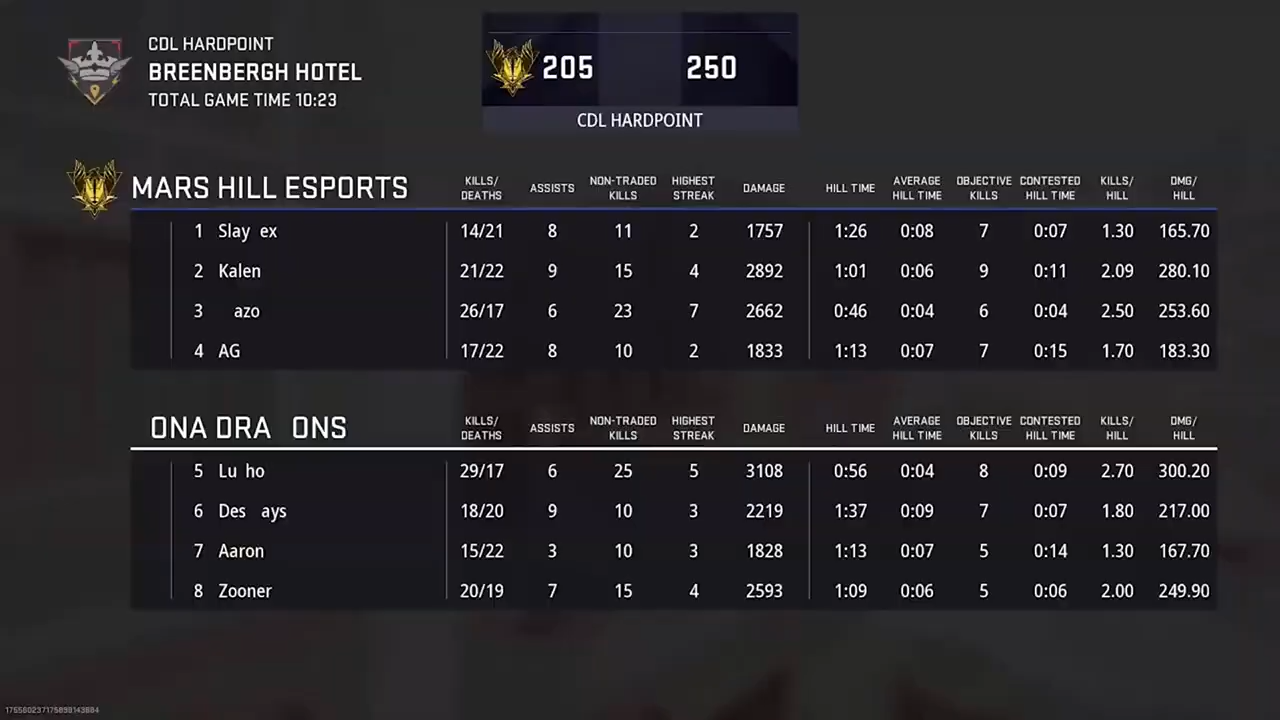 CDL HARDPOINT
BREENBERGH HOTEL
TOTAL GAME TIME 10:23
205 250
CDL HARDPOINT
MARS HILL ESPORTS KILLS/DEATHS ASSISTS NON-TRADED KILLS HIGHEST STREAK DAMAGE HILL TIME AVERAGE HILL TIME OBJECTIVE KILLS CONTESTED HILL TIME KILLS/HILL DMG/HILL
1 Slay ex 14/21 8 11 2 1757 1:26 0:08 7 0:07 1.30 165.70
2 Kalen 21/22 9 15 4 2892 1:01 0:06 9 0:11 2.09 280.10
3 azo 26/17 6 23 7 2662 0:46 0:04 6 0:04 2.50 253.60
4 AG 17/22 8 10 2 1833 1:13 0:07 7 0:15 1.70 183.30
ONA DRA ONS KILLS/DEATHS ASSISTS NON-TRADED KILLS HIGHEST STREAK DAMAGE HILL TIME AVERAGE HILL TIME OBJECTIVE KILLS CONTESTED HILL TIME KILLS/HILL DMG/HILL
5 Lu ho 29/17 6 25 5 3108 0:56 0:04 8 0:09 2.70 300.20
6 Des ays 18/20 9 10 3 2219 1:37 0:09 7 0:07 1.80 217.00
7 Aaron 15/22 3 10 3 1828 1:13 0:07 5 0:14 1.30 167.70
8 Zooner 20/19 7 15 4 2593 1:09 0:06 5 0:06 2.00 249.90